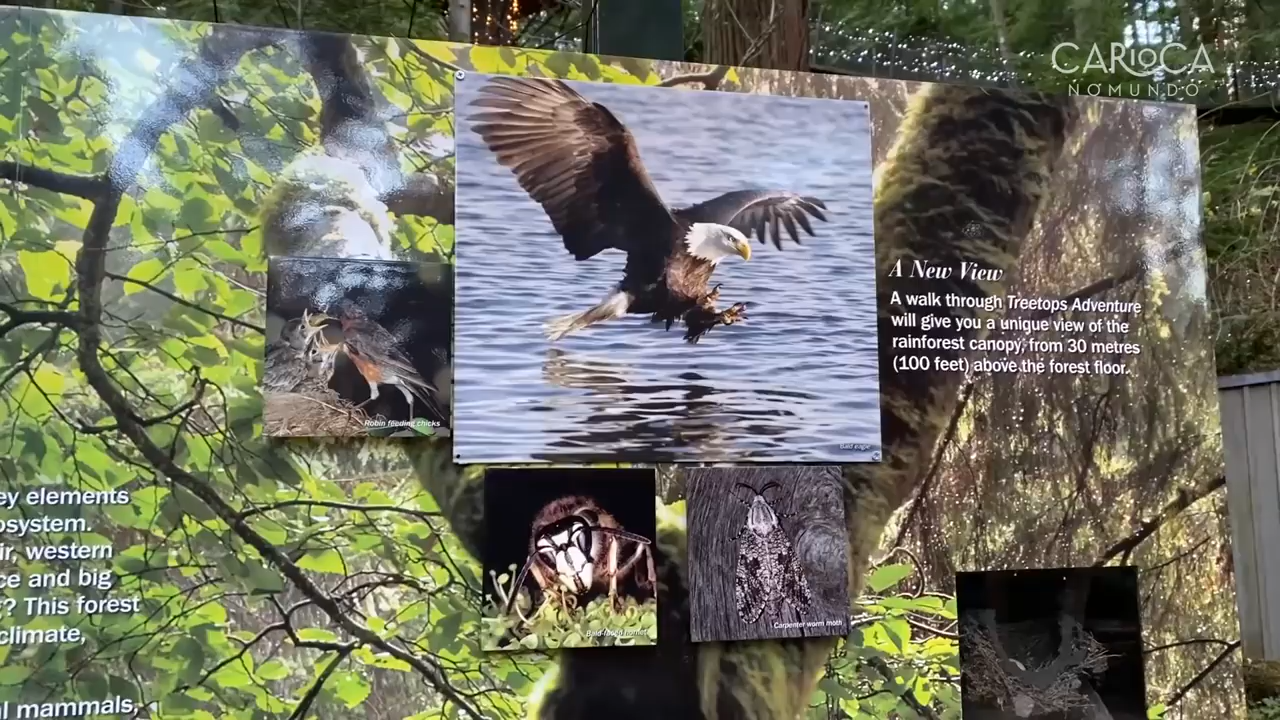 CARIOCA
NOMUNDO
A New View
A walk through Treetops Adventure
will give you a unique view of the
rainforest canopy, from 30 metres
(100 feet) above the forest floor.
Robin feeding chicks
Bald eagle
Bald-faced hornet
Carpenter worm moth
ey elements
osystem.
ir, western
ce and big
? This forest
climate,
l mammals,